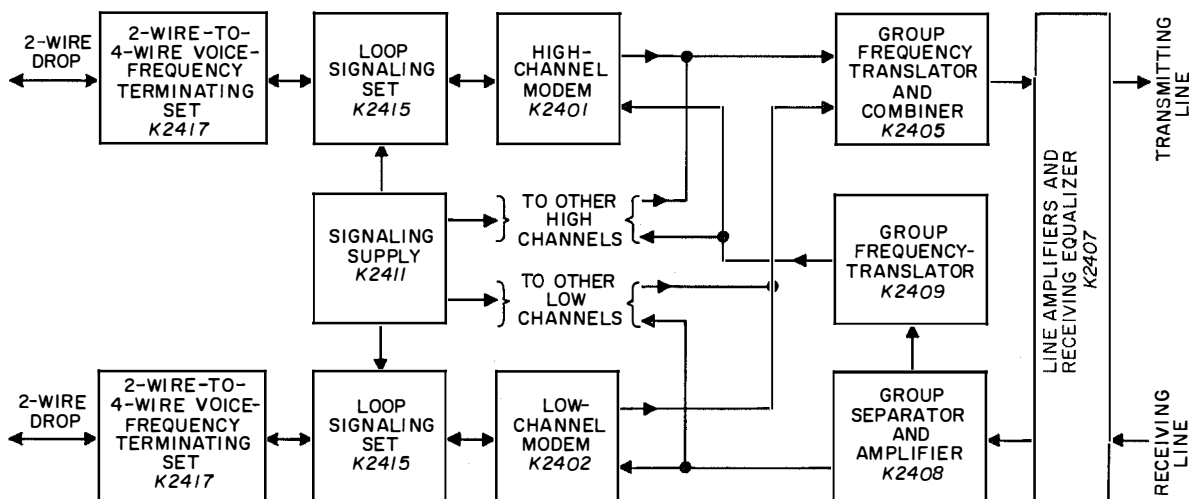 2-WIRE
DROP
2-WIRE-TO-
4-WIRE VOICE-
FREQUENCY
TERMINATING
SET
K2417
LOOP
SIGNALING
SET
K2415
HIGH-
CHANNEL
MODEM
K2401
GROUP
FREQUENCY
TRANSLATOR
AND
COMBINER
K2405
TRANSMITTING
LINE
SIGNALING
SUPPLY
K2411
TO OTHER
HIGH
CHANNELS
TO OTHER
LOW
CHANNELS
GROUP
FREQUENCY-
TRANSLATOR
K2409
LINE AMPLIFIERS AND
RECEIVING EQUALIZER
K2407
2-WIRE
DROP
2-WIRE-TO-
4-WIRE VOICE-
FREQUENCY
TERMINATING
SET
K2417
LOOP
SIGNALING
SET
K2415
LOW-
CHANNEL
MODEM
K2402
GROUP
SEPARATOR
AND
AMPLIFIER
K2408
RECEIVING
LINE